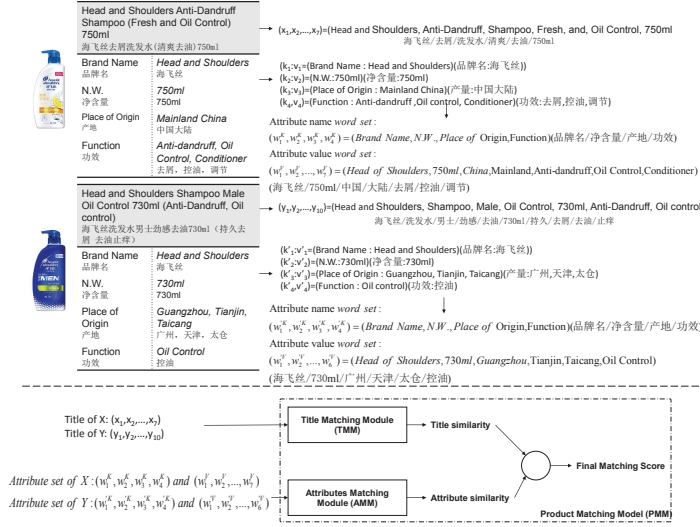 Head and Shoulders Anti-Dandruff
Shampoo (Fresh and Oil Control)
750ml
海飞丝去屑洗发水(清爽去油)750ml
Brand Name Head and Shoulders
品牌名 海飞丝
N.W. 750ml
净含量 750ml
Place of Origin Mainland China
产地 中国大陆
Function Anti-dandruff, Oil
功效 Control, Conditioner
去屑，控油，调节
(x₁,x₂,...,x₇)=(Head and Shoulders, Anti-Dandruff, Shampoo, Fresh, and, Oil Control, 750ml
海飞丝/去屑/洗发水/清爽/去油/750ml
(k₁:v₁=(Brand Name : Head and Shoulders)(品牌名:海飞丝))
(k₂:v₂)=(N.W.:750ml)(净含量:750ml)
(k₃,v₃)=(Place of Origin : Mainland China)(产量:中国大陆)
(k₄,v₄)=(Function : Anti-dandruff ,Oil control, Conditioner)(功效:去屑,控油,调节)
Attribute name word set :
(w₁ᴷ, w₂ᴷ, w₃ᴷ, w₄ᴷ) = (Brand Name, N.W., Place of Origin,Function)(品牌名/净含量/产地/功效)
Attribute value word set :
(w₁ⱽ, w₂ⱽ,..., w₇ⱽ) = (Head of Shoulders,750ml,China,Mainland,Anti-dandruff,Oil Control,Conditioner)
(海飞丝/750ml/中国/大陆/去屑/控油/调节)
Head and Shoulders Shampoo Male
Oil Control 730ml (Anti-Dandruff, Oil
control)
海飞丝洗发水男士劲感去油730ml（持久去
屑 去油止痒）
Brand Name Head and Shoulders
品牌名 海飞丝
N.W. 730ml
净含量 730ml
Place of Guangzhou, Tianjin,
Origin Taicang
产地 广州，天津，太仓
Function Oil Control
功效 控油
MEN
(y₁,y₂,...,y₁₀)=(Head and Shoulders, Shampoo, Male, Oil Control, 730ml, Anti-Dandruff, Oil control
海飞丝/洗发水/男士/劲感/去油/730ml/持久/去屑/去油/止痒
(k'₁:v'₁=(Brand Name : Head and Shoulders)(品牌名:海飞丝))
(k'₂:v'₂)=(N.W.:730ml)(净含量:730ml)
(k'₃;v'₃)=(Place of Origin : Guangzhou, Tianjin, Taicang)(产量:广州,天津,太仓)
(k'₄,v'₄)=(Function : Oil control)(功效:控油)
Attribute name word set :
(w₁'ᴷ, w₂'ᴷ, w₃'ᴷ, w₄'ᴷ) = (Brand Name, N.W., Place of Origin,Function)(品牌名/净含量/产地/功效)
Attribute value word set :
(w₁'ⱽ, w₂'ⱽ,..., w₆'ⱽ) = (Head of Shoulders,730ml,Guangzhou,Tianjin,Taicang,Oil Control)
(海飞丝/730ml/广州/天津/太仓/控油)
Title of X: (x₁,x₂,...,x₇)
Title of Y: (y₁,y₂,...,y₁₀)
Title Matching Module
(TMM)
Title similarity
Final Matching Score
Attribute set of X : (w₁ᴷ, w₂ᴷ, w₃ᴷ, w₄ᴷ) and (w₁ⱽ, w₂ⱽ,..., w₇ⱽ)
Attribute set of Y : (w₁'ᴷ, w₂'ᴷ, w₃'ᴷ, w₄'ᴷ) and (w₁'ⱽ, w₂'ⱽ,..., w₆'ⱽ)
Attributes Matching
Module (AMM)
Attribute similarity
Product Matching Model (PMM)